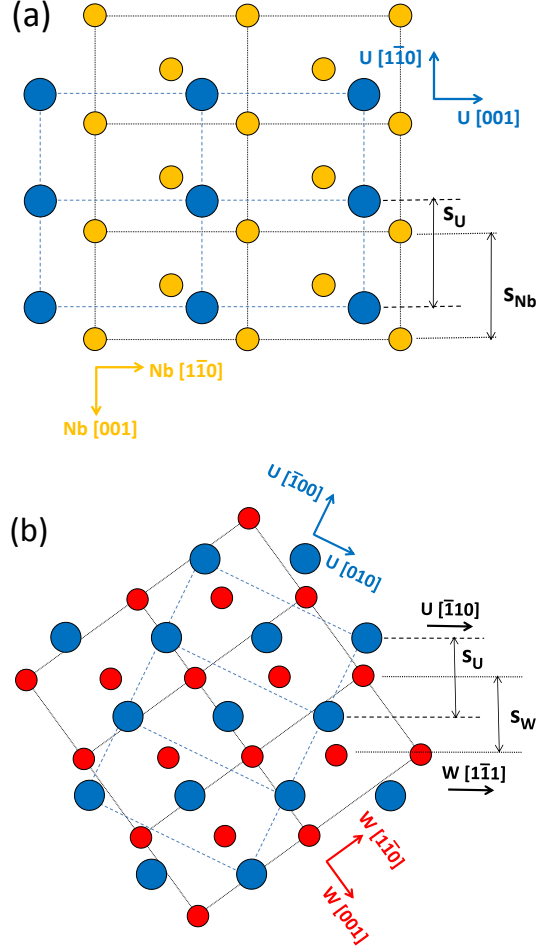 (a)
U [11̅0]
U [001]
S_U
S_Nb
Nb [11̅0]
Nb [001]
(b)
U [1̅00]
U [010]
U [1̅10]
S_U
S_W
W [11̅1]
W [11̅0]
W [001]